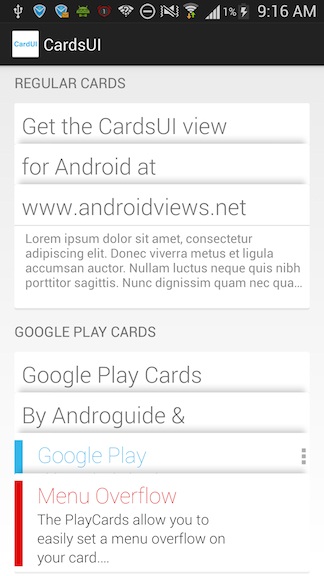 1% 9:16 AM
CardUI CardsUI
REGULAR CARDS
Get the CardsUI view
for Android at
www.androidviews.net
Lorem ipsum dolor sit amet, consectetur
adipiscing elit. Donec viverra metus et ligula
accumsan auctor. Nullam luctus neque quis nibh
porttitor sagittis. Nunc dignissim quam nec qua...
GOOGLE PLAY CARDS
Google Play Cards
By Androguide &
Google Play
Menu Overflow
The PlayCards allow you to
easily set a menu overflow on
your card....